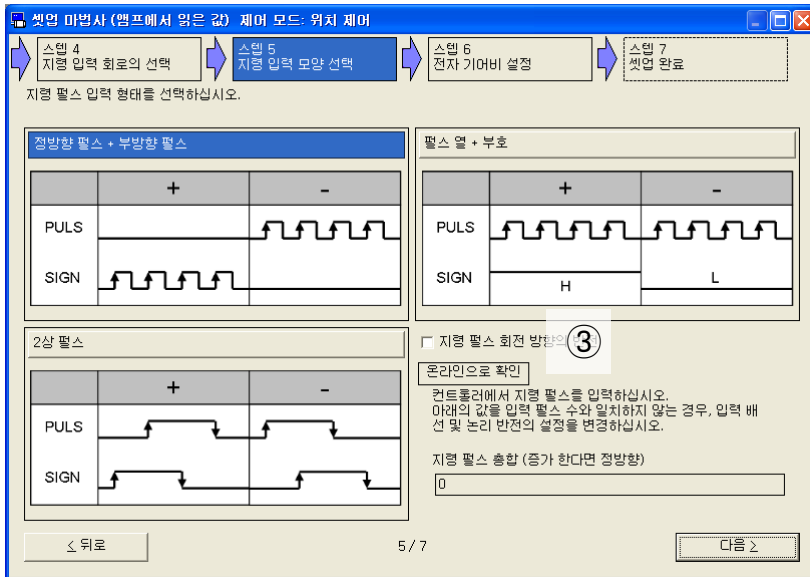 셋업 마법사 (앰프에서 읽은 값) 제어 모드: 위치 제어
스텝 4
지령 입력 회로의 선택
스텝 5
지령 입력 모양 선택
스텝 6
전자 기어비 설정
스텝 7
셋업 완료
지령 펄스 입력 형태를 선택하십시오.
정방향 펄스 + 부방향 펄스
+ -
PULS
SIGN
펄스 열 + 부호
+ -
PULS
SIGN H L
2상 펄스
+ -
PULS
SIGN
지령 펄스 회전 방향의
③
온라인으로 확인
컨트롤러에서 지령 펄스를 입력하십시오.
아래의 값을 입력 펄스 수와 일치하지 않는 경우, 입력 배
선 및 논리 반전의 설정을 변경하십시오.
지령 펄스 총합 (증가 한다면 정방향)
0
< 뒤로
5 / 7
다음 >